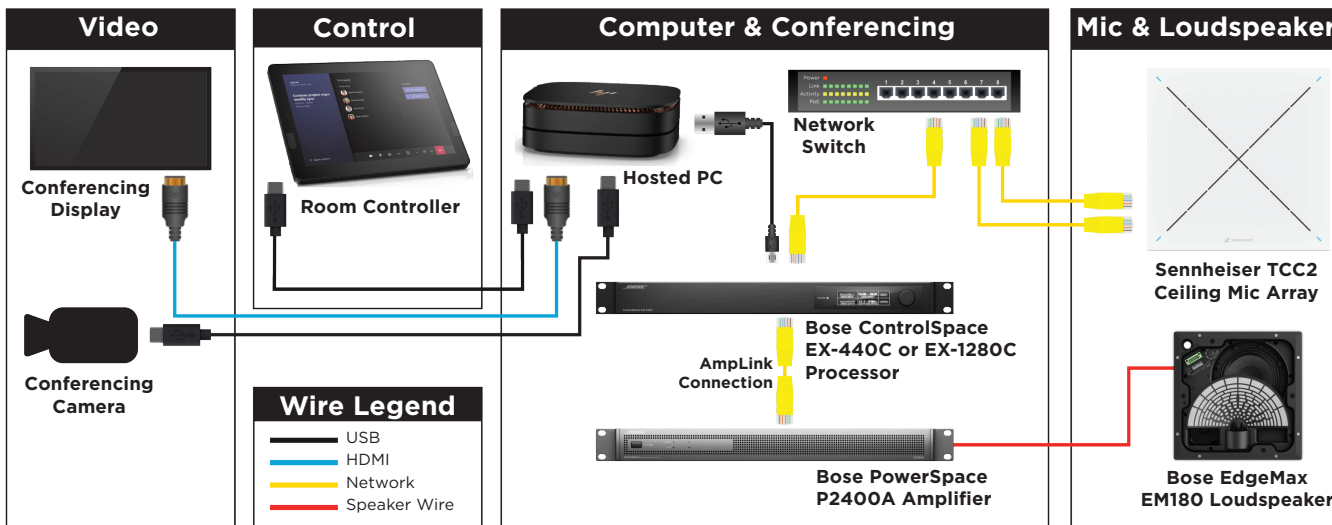 Video
Control
Computer & Conferencing
Mic & Loudspeaker
Conferencing
Display
Room Controller
Hosted PC
Power
Link
Activity
PoE
1 2 3 4 5 6 7 8
Network
Switch
Sennheiser TCC2
Ceiling Mic Array
BOSE
Bose ControlSpace
EX-440C or EX-1280C
Processor
AmpLink
Connection
Conferencing
Camera
Wire Legend
USB
HDMI
Network
Speaker Wire
Bose PowerSpace
P2400A Amplifier
Bose EdgeMax
EM180 Loudspeaker